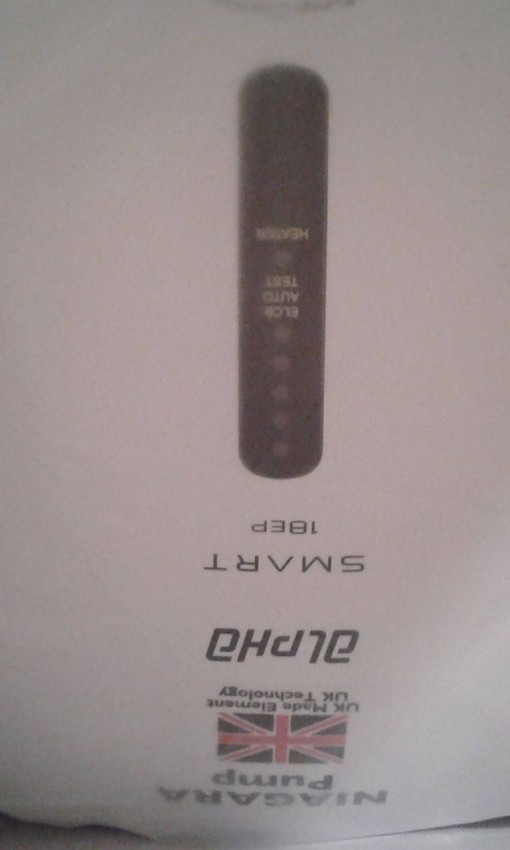 NIAGARA
Pump
UK Made Element
UK Technology
alpha
SMART
18EP
ELCB
AUTO
TEST
HEATER